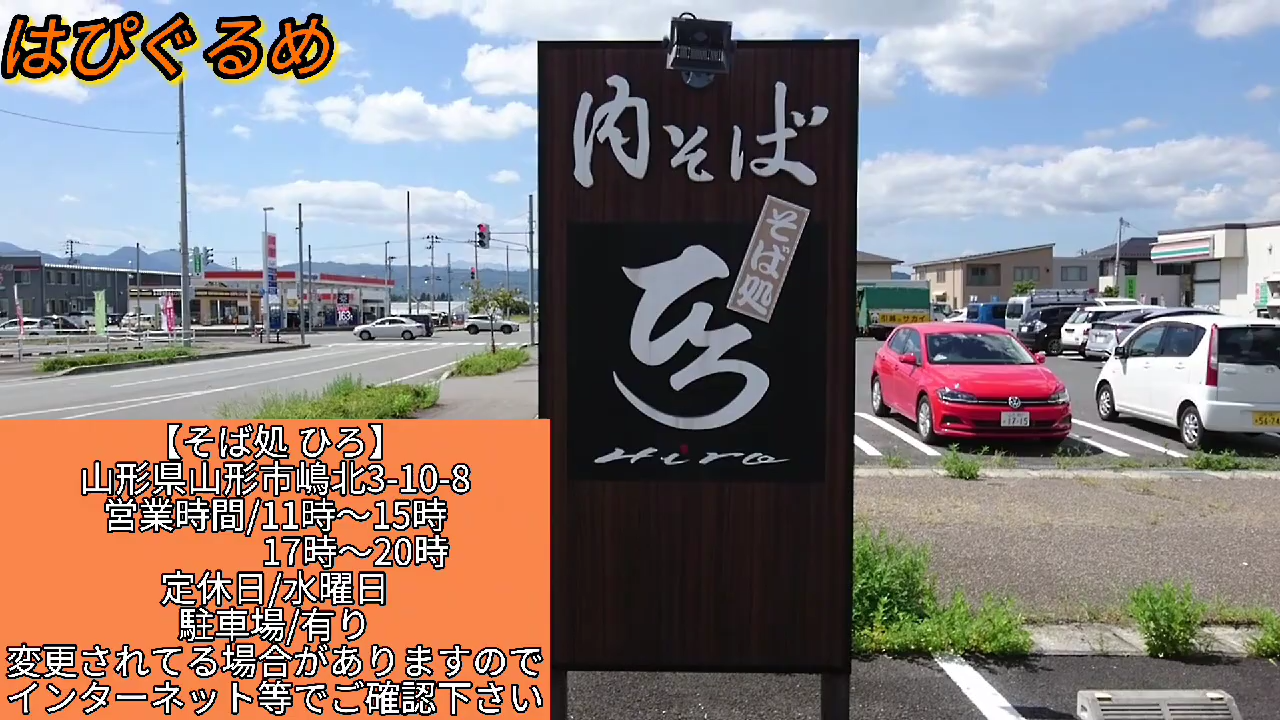 はぴぐるめ
肉そば
そば処
ひろ
Hiro
【そば処 ひろ】
山形県山形市嶋北3-10-8
営業時間/11時～15時
17時～20時
定休日/水曜日
駐車場/有り
変更されてる場合がありますので
インターネット等でご確認下さい
・17-15